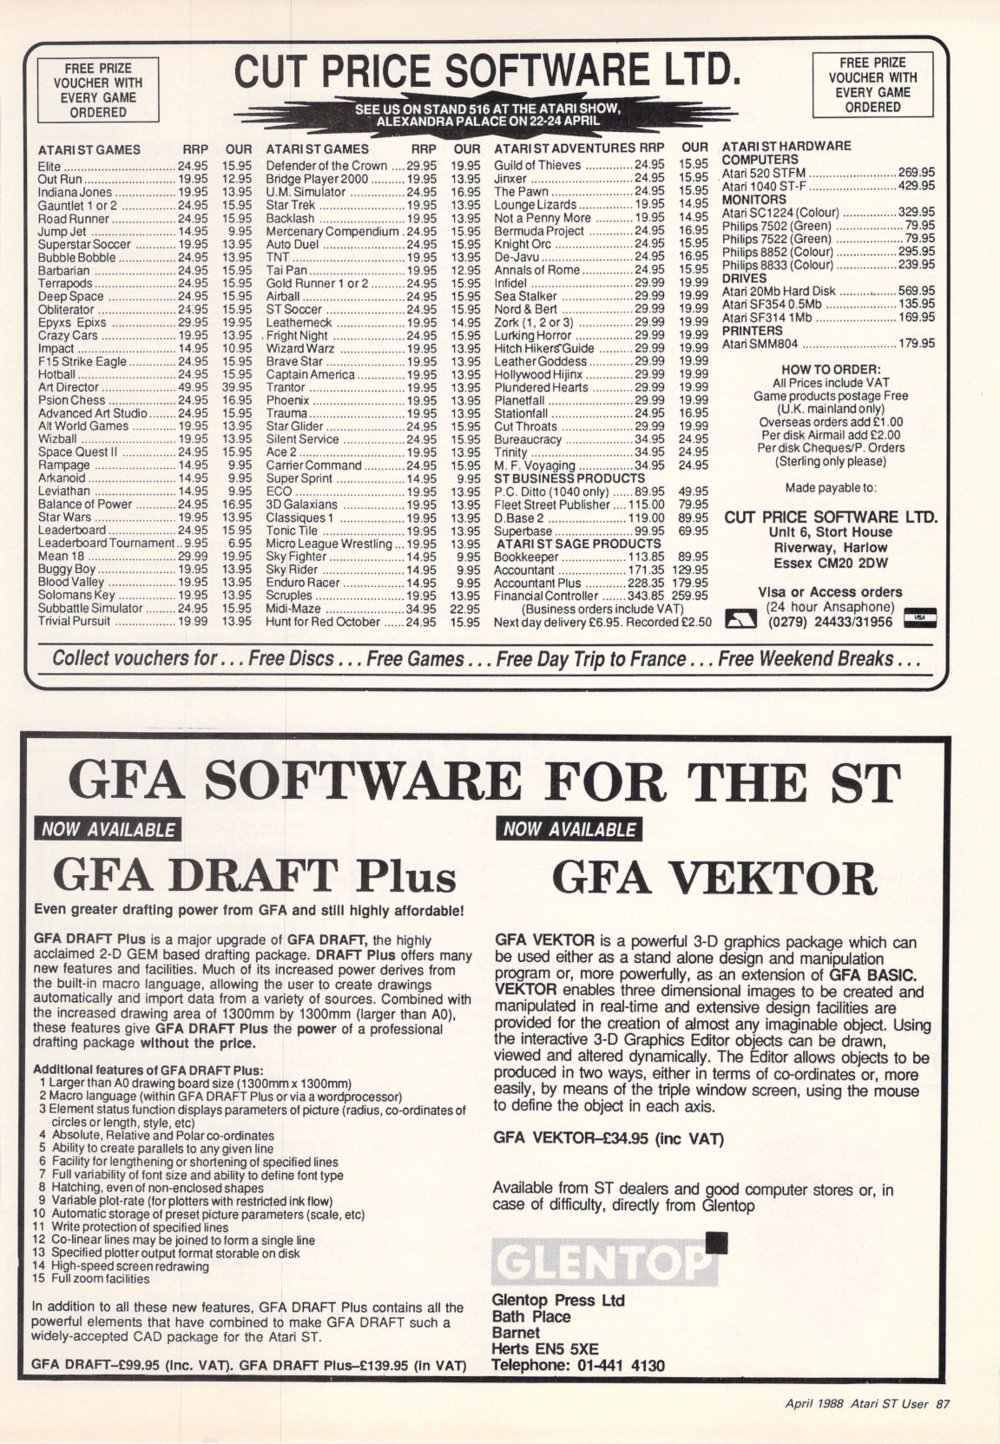 FREE PRIZE
VOUCHER WITH
EVERY GAME
ORDERED
CUT PRICE SOFTWARE LTD.
SEE US ON STAND 516 AT THE ATARI SHOW,
ALEXANDRA PALACE ON 22-24 APRIL
FREE PRIZE
VOUCHER WITH
EVERY GAME
ORDERED
ATARI ST GAMES RRP OUR
Elite 24.95 15.95
Out Run 19.95 12.95
Indiana Jones 19.95 13.95
Gauntlet 1 or 2 24.95 15.95
Road Runner 24.95 15.95
Jump Jet 14.95 9.95
Superstar Soccer 19.95 13.95
Bubble Bobble 24.95 13.95
Barbarian 24.95 15.95
Terrapods 24.95 15.95
Deep Space 24.95 15.95
Obliterator 24.95 15.95
Epyxs Epixs 29.95 19.95
Crazy Cars 19.95 13.95
Impact 14.95 10.95
F15 Strike Eagle 24.95 15.95
Hotball 24.95 15.95
Art Director 49.95 39.95
Psion Chess 24.95 16.95
Advanced Art Studio 24.95 15.95
Alt World Games 19.95 13.95
Wizball 19.95 13.95
Space Quest II 24.95 15.95
Rampage 14.95 9.95
Arkanoid 14.95 9.95
Leviathan 14.95 9.95
Balance of Power 24.95 16.95
Star Wars 19.95 13.95
Leaderboard 24.95 15.95
Leaderboard Tournament 9.95 6.95
Mean 18 29.99 19.95
Buggy Boy 19.95 13.95
Blood Valley 19.95 13.95
Solomans Key 19.95 13.95
Subbattle Simulator 24.95 15.95
Trivial Pursuit 19 99 13.95
ATARI ST GAMES RRP OUR
Defender of the Crown 29.95 19.95
Bridge Player 2000 19.95 13.95
U.M. Simulator 24.95 16.95
Star Trek 19.95 13.95
Backlash 19.95 13.95
Mercenary Compendium 24.95 15.95
Auto Duel 24.95 15.95
TNT 19.95 13.95
Tai Pan 19.95 12.95
Gold Runner 1 or 2 24.95 15.95
Airball 24.95 15.95
ST Soccer 24.95 15.95
Leatherneck 19.95 14.95
Fright Night 24.95 15.95
Wizard Warz 19.95 13.95
Brave Star 19.95 13.95
Captain America 19.95 13.95
Trantor 19.95 13.95
Phoenix 19.95 13.95
Trauma 19.95 13.95
Star Glider 24.95 15.95
Silent Service 24.95 15.95
Ace 2 19.95 13.95
Carrier Command 24.95 15.95
Super Sprint 14.95 9.95
ECO 19.95 13.95
3D Galaxians 19.95 13.95
Classiques 1 19.95 13.95
Tonic Tile 19.95 13.95
Micro League Wrestling 19.95 13.95
Sky Fighter 14.95 9.95
Sky Rider 14.95 9.95
Enduro Racer 14.95 9.95
Scruples 19.95 13.95
Midi-Maze 34.95 22.95
Hunt for Red October 24.95 15.95
ATARI ST ADVENTURES RRP OUR
Guild of Thieves 24.95 15.95
Jinxer 24.95 15.95
The Pawn 24.95 15.95
Lounge Lizards 19.95 14.95
Not a Penny More 19.95 14.95
Bermuda Project 24.95 16.95
Knight Orc 24.95 15.95
De-Javu 24.95 16.95
Annals of Rome 24.95 15.95
Infidel 29.99 19.99
Sea Stalker 29.99 19.99
Nord & Bert 29.99 19.99
Zork (1, 2 or 3) 29.99 19.99
Lurking Horror 29.99 19.99
Hitch Hikers Guide 29.99 19.99
Leather Goddess 29.99 19.99
Hollywood Hijinx 29.99 19.99
Plundered Hearts 29.99 19.99
Planetfall 29.99 19.99
Stationfall 24.95 16.95
Cut Throats 29.99 19.99
Bureaucracy 34.95 24.95
Trinity 34.95 24.95
M. F. Voyaging 34.95 24.95
ST BUSINESS PRODUCTS
P.C. Ditto (1040 only) 89.95 49.95
Fleet Street Publisher 115.00 79.95
D.Base 2 119.00 89.95
Superbase 99.95 69.95
ATARI ST SAGE PRODUCTS
Bookkeeper 113.85 89.95
Accountant 171.35 129.95
Accountant Plus 228.35 179.95
Financial Controller 343.85 259.95
(Business orders include VAT)
Next day delivery £6.95. Recorded £2.50
ATARI ST HARDWARE
COMPUTERS
Atari 520 STFM 269.95
Atari 1040 ST-F 429.95
MONITORS
Atari SC1224 (Colour) 329.95
Philips 7502 (Green) 79.95
Philips 7522 (Green) 79.95
Philips 8852 (Colour) 295.95
Philips 8833 (Colour) 239.95
DRIVES
Atari 20Mb Hard Disk 569.95
Atari SF354 0.5Mb 135.95
Atari SF314 1Mb 169.95
PRINTERS
Atari SMM804 179.95
HOW TO ORDER:
All Prices include VAT
Game products postage Free
(U.K. mainland only)
Overseas orders add £1.00
Per disk Airmail add £2.00
Per disk Cheques/P. Orders
(Sterling only please)
Made payable to:
CUT PRICE SOFTWARE LTD.
Unit 6, Stort House
Riverway, Harlow
Essex CM20 2DW
Visa or Access orders
(24 hour Ansaphone)
(0279) 24433/31956
VISA
Collect vouchers for . . . Free Discs . . . Free Games . . . Free Day Trip to France . . . Free Weekend Breaks . . .
GFA SOFTWARE FOR THE ST
NOW AVAILABLE
GFA DRAFT Plus
Even greater drafting power from GFA and still highly affordable!
GFA DRAFT Plus is a major upgrade of GFA DRAFT, the highly
acclaimed 2-D GEM based drafting package. DRAFT Plus offers many
new features and facilities. Much of its increased power derives from
the built-in macro language, allowing the user to create drawings
automatically and import data from a variety of sources. Combined with
the increased drawing area of 1300mm by 1300mm (larger than A0),
these features give GFA DRAFT Plus the power of a professional
drafting package without the price.
Additional features of GFA DRAFT Plus:
1 Larger than A0 drawing board size (1300mm x 1300mm)
2 Macro language (within GFA DRAFT Plus or via a wordprocessor)
3 Element status function displays parameters of picture (radius, co-ordinates of
circles or length, style, etc)
4 Absolute, Relative and Polar co-ordinates
5 Ability to create parallels to any given line
6 Facility for lengthening or shortening of specified lines
7 Full variability of font size and ability to define font type
8 Hatching, even of non-enclosed shapes
9 Variable plot-rate (for plotters with restricted ink flow)
10 Automatic storage of preset picture parameters (scale, etc)
11 Write protection of specified lines
12 Co-linear lines may be joined to form a single line
13 Specified plotter output format storable on disk
14 High-speed screen redrawing
15 Full zoom facilities
In addition to all these new features, GFA DRAFT Plus contains all the
powerful elements that have combined to make GFA DRAFT such a
widely-accepted CAD package for the Atari ST.
GFA DRAFT–£99.95 (Inc. VAT). GFA DRAFT Plus–£139.95 (In VAT)
NOW AVAILABLE
GFA VEKTOR
GFA VEKTOR is a powerful 3-D graphics package which can
be used either as a stand alone design and manipulation
program or, more powerfully, as an extension of GFA BASIC.
VEKTOR enables three dimensional images to be created and
manipulated in real-time and extensive design facilities are
provided for the creation of almost any imaginable object. Using
the interactive 3-D Graphics Editor objects can be drawn,
viewed and altered dynamically. The Editor allows objects to be
produced in two ways, either in terms of co-ordinates or, more
easily, by means of the triple window screen, using the mouse
to define the object in each axis.
GFA VEKTOR–£34.95 (inc VAT)
Available from ST dealers and good computer stores or, in
case of difficulty, directly from Glentop
GLENTOP
Glentop Press Ltd
Bath Place
Barnet
Herts EN5 5XE
Telephone: 01-441 4130
April 1988 Atari ST User 87